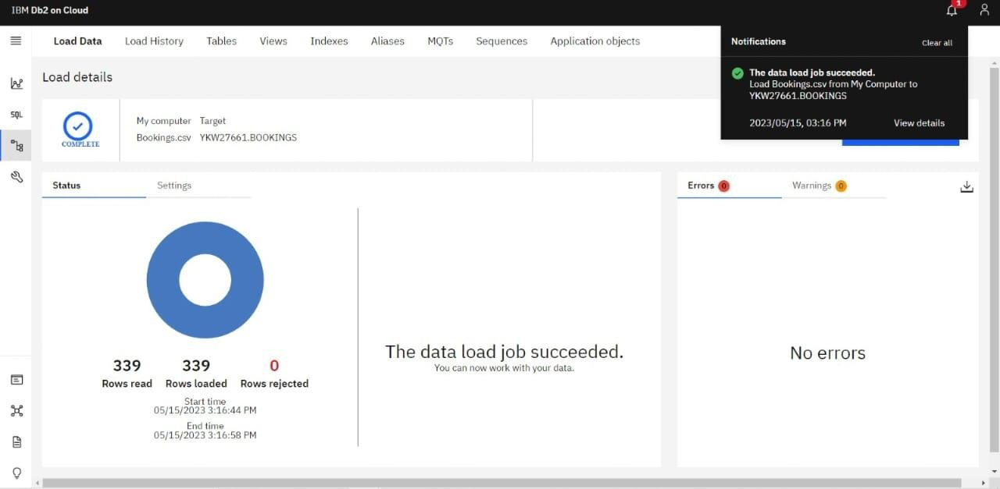 IBM Db2 on Cloud
1
Load Data Load History Tables Views Indexes Aliases MQTs Sequences Application objects
Notifications
Clear all
The data load job succeeded.
Load Bookings.csv from My Computer to
YKW27661.BOOKINGS
2023/05/15, 03:16 PM View details
Load details
COMPLETE
My computer Target
Bookings.csv YKW27661.BOOKINGS
SQL
Status Settings
339 339 0
Rows read Rows loaded Rows rejected
Start time
05/15/2023 3:16:44 PM
End time
05/15/2023 3:16:58 PM
The data load job succeeded.
You can now work with your data.
Errors 0 Warnings 0
No errors